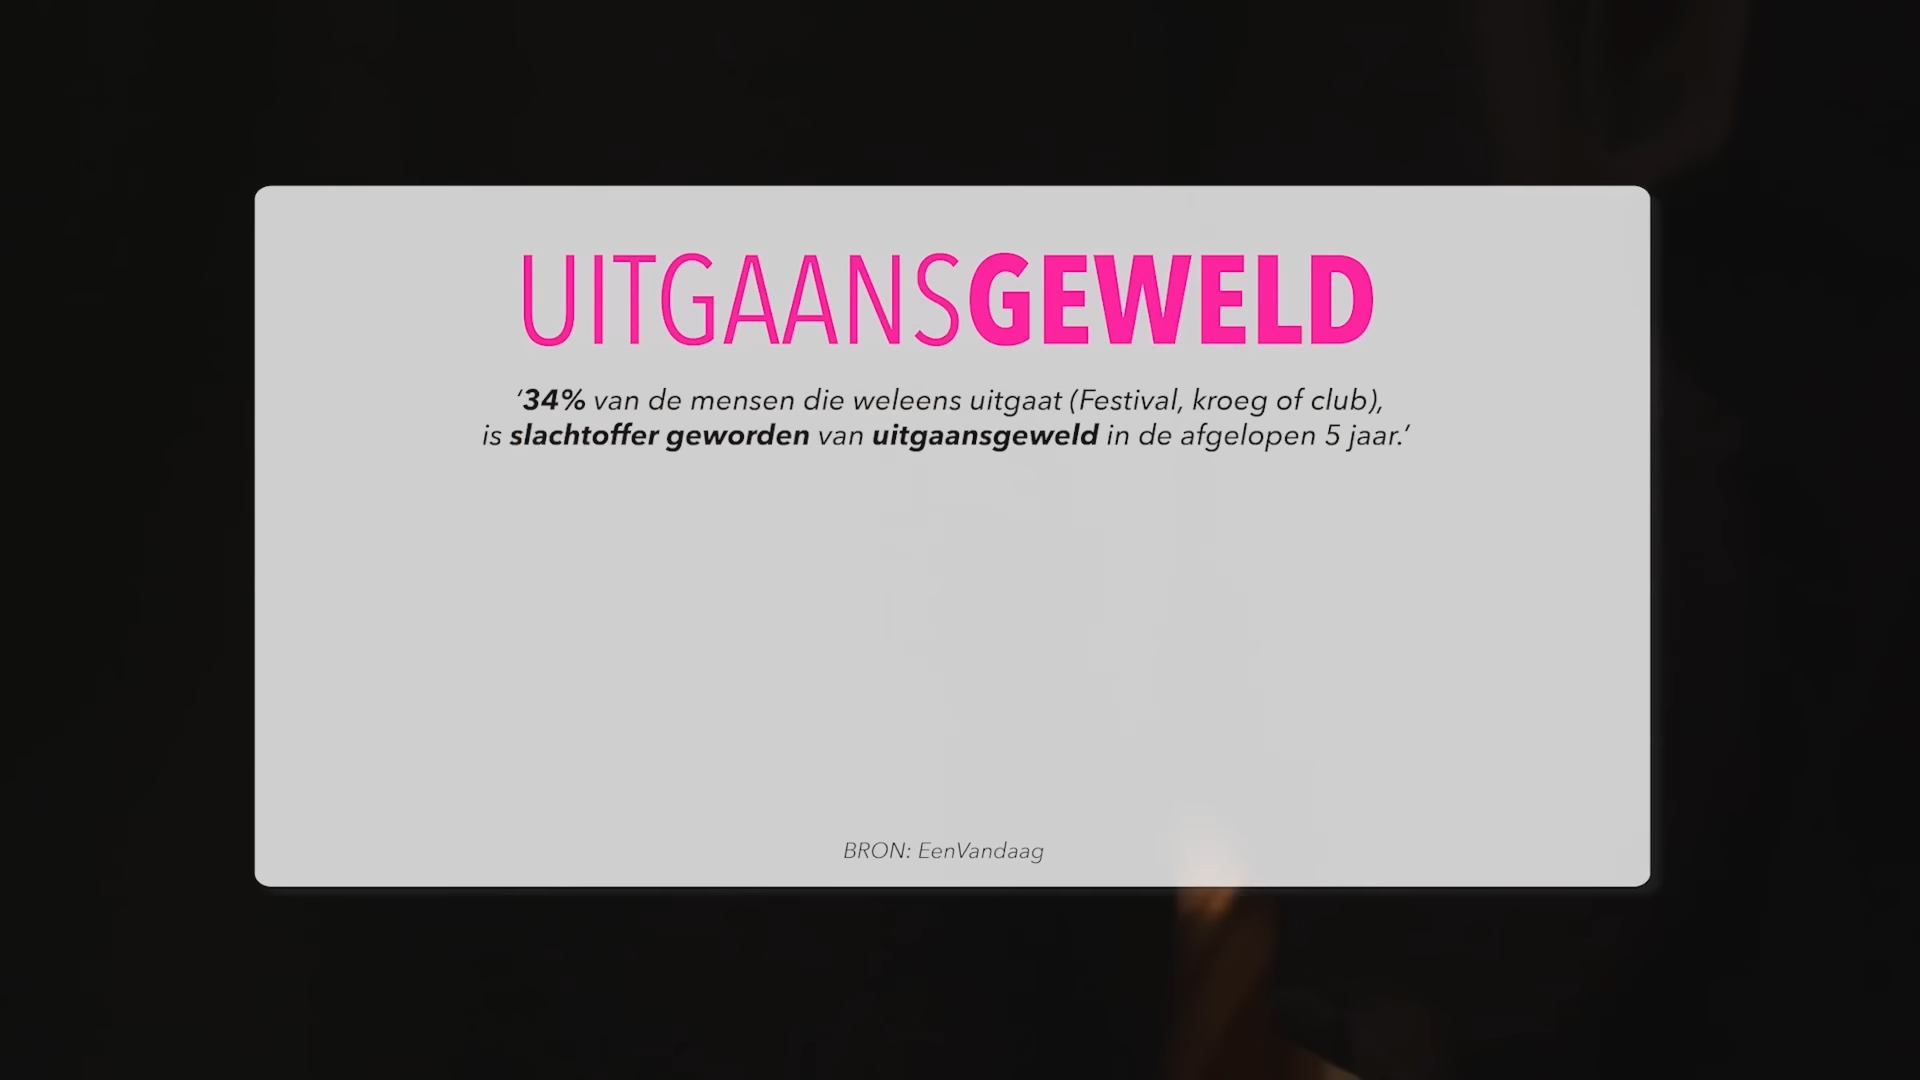 UITGAANSGEWELD
‘34% van de mensen die weleens uitgaat (Festival, kroeg of club),
is slachtoffer geworden van uitgaansgeweld in de afgelopen 5 jaar.’
BRON: EenVandaag